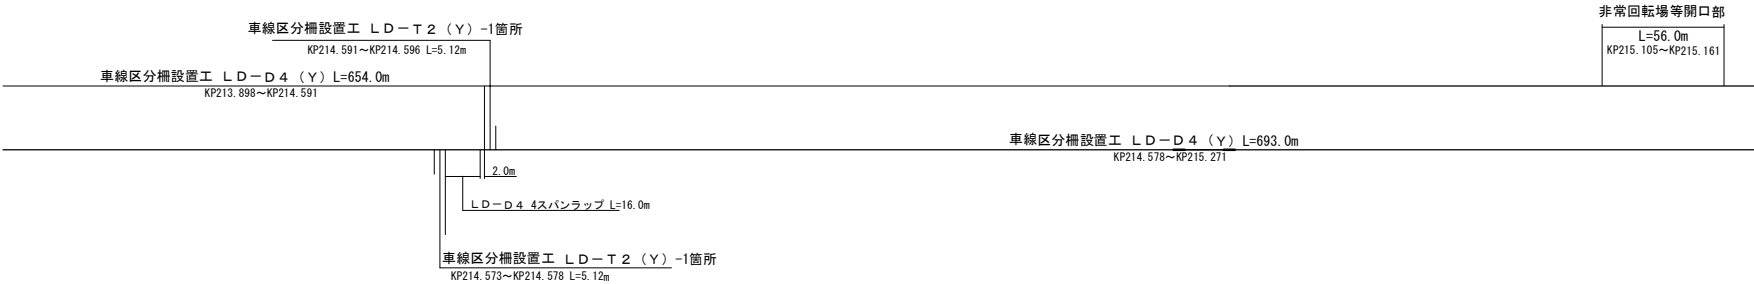 車線区分柵設置工 ＬＤ－Ｔ２（Ｙ）-1箇所
KP214.591～KP214.596 L=5.12m
非常回転場等開口部
L=56.0m
KP215.105～KP215.161
車線区分柵設置工 ＬＤ－Ｄ４（Ｙ）L=654.0m
KP213.898～KP214.591
車線区分柵設置工 ＬＤ－Ｄ４（Ｙ）L=693.0m
KP214.578～KP215.271
2.0m
ＬＤ－Ｄ４ 4スパンラップ L=16.0m
車線区分柵設置工 ＬＤ－Ｔ２（Ｙ）-1箇所
KP214.573～KP214.578 L=5.12m